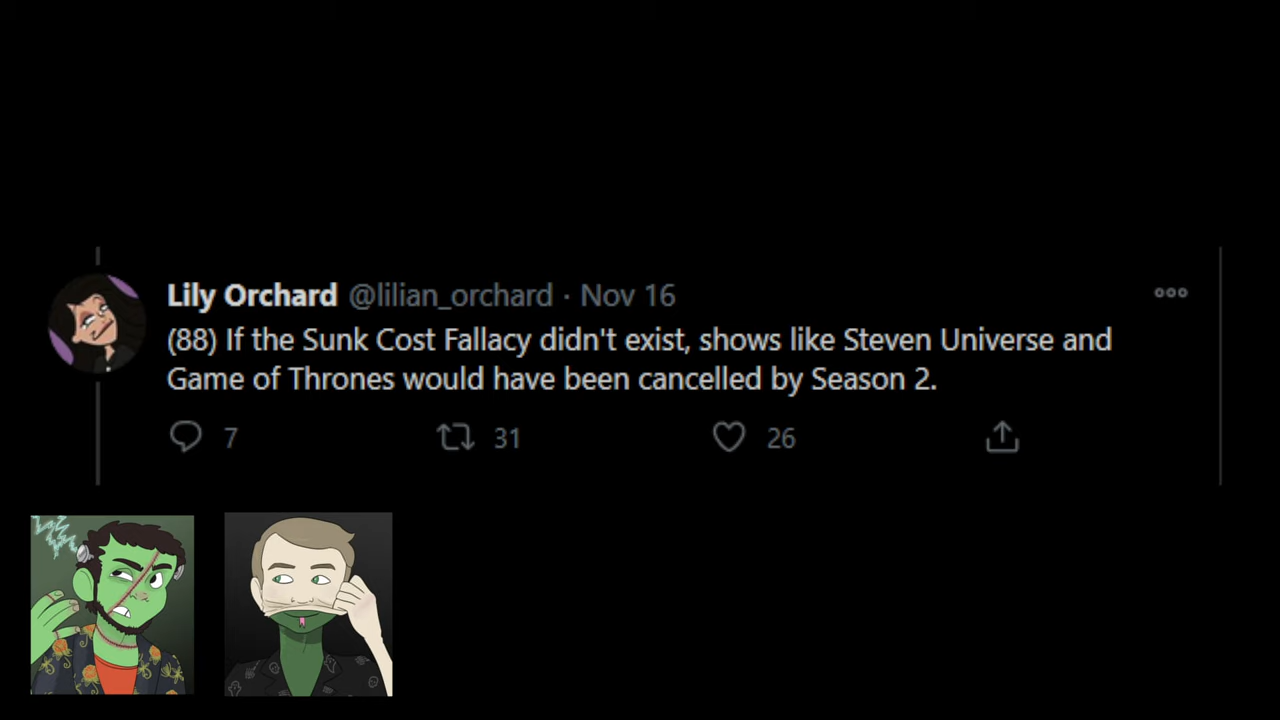 Lily Orchard @lilian_orchard · Nov 16
(88) If the Sunk Cost Fallacy didn't exist, shows like Steven Universe and
Game of Thrones would have been cancelled by Season 2.
7 31 26